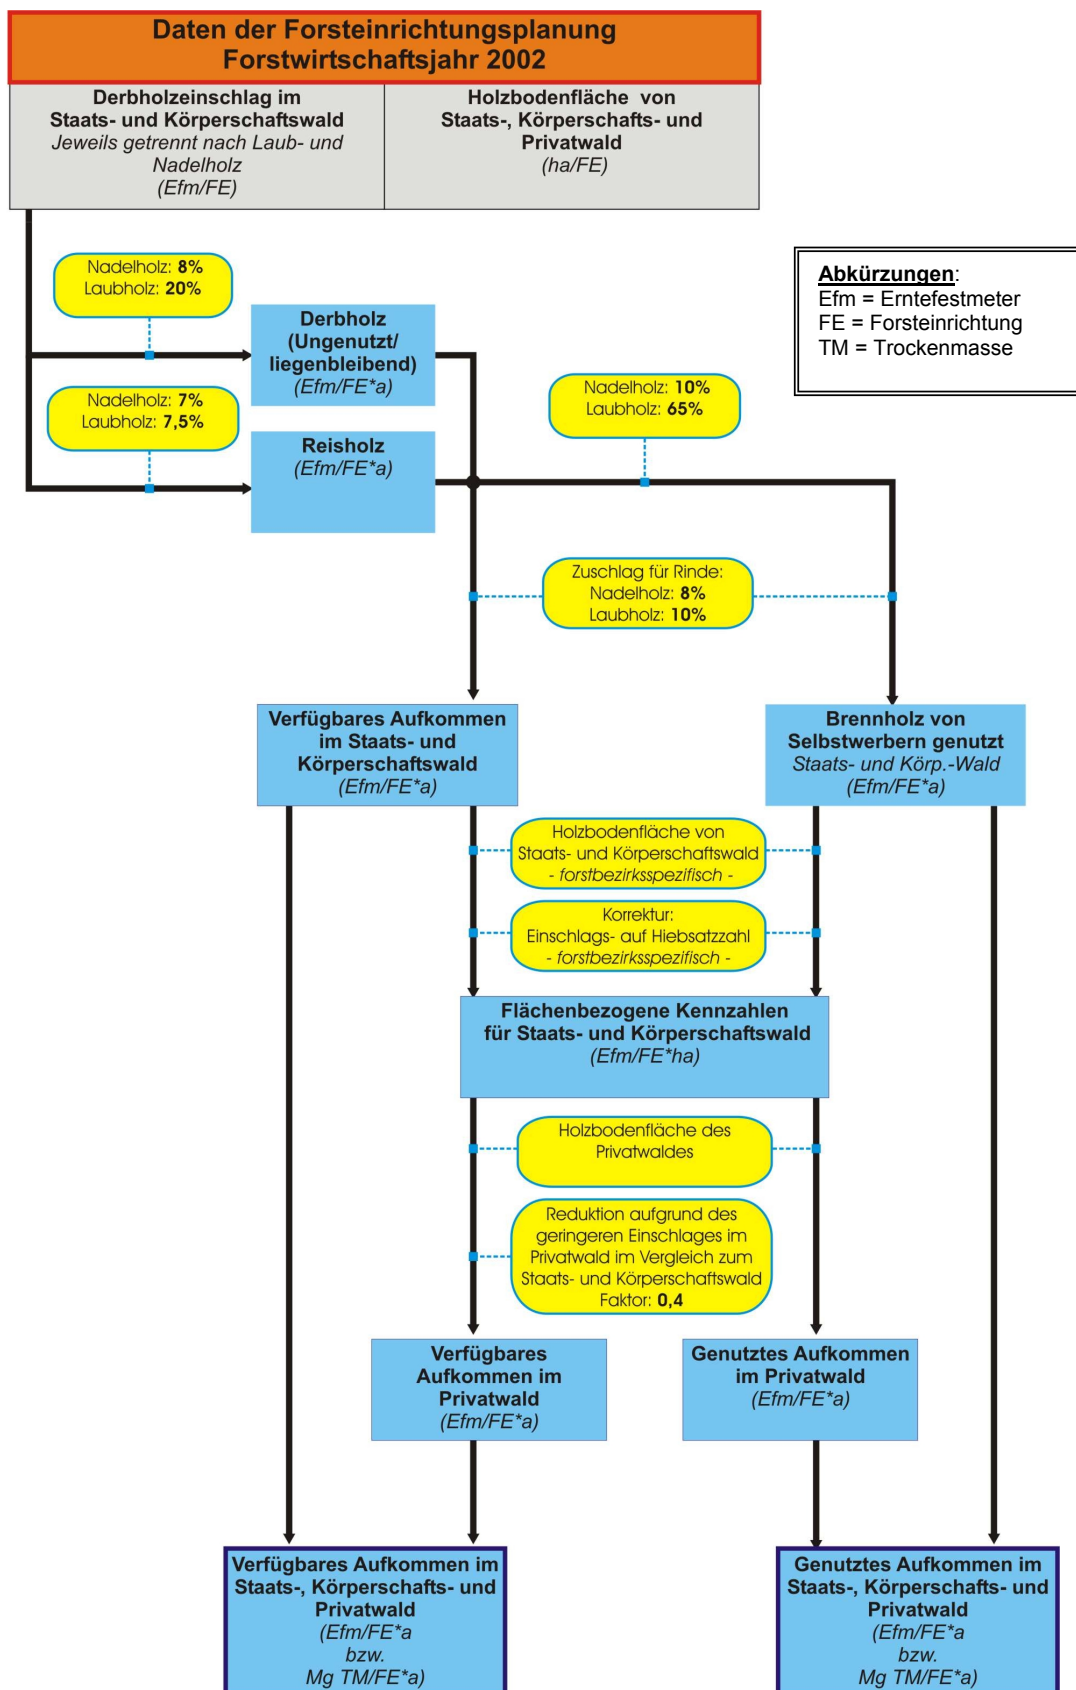 Daten der Forsteinrichtungsplanung
Forstwirtschaftsjahr 2002
Derbholzeinschlag im
Staats- und Körperschaftswald
Jeweils getrennt nach Laub- und
Nadelholz
(Efm/FE)
Holzbodenfläche von
Staats-, Körperschafts- und
Privatwald
(ha/FE)
Abkürzungen:
Efm = Erntefestmeter
FE = Forsteinrichtung
TM = Trockenmasse
Nadelholz: 8%
Laubholz: 20%
Derbholz
(Ungenutzt/
liegenbleibend)
(Efm/FE*a)
Nadelholz: 7%
Laubholz: 7,5%
Reisholz
(Efm/FE*a)
Nadelholz: 10%
Laubholz: 65%
Zuschlag für Rinde:
Nadelholz: 8%
Laubholz: 10%
Verfügbares Aufkommen
im Staats- und
Körperschaftswald
(Efm/FE*a)
Brennholz von
Selbstwerbern genutzt
Staats- und Körp.-Wald
(Efm/FE*a)
Holzbodenfläche von
Staats- und Körperschaftswald
- forstbezirksspezifisch -
Korrektur:
Einschlags- auf Hiebsatzzahl
- forstbezirksspezifisch -
Flächenbezogene Kennzahlen
für Staats- und Körperschaftswald
(Efm/FE*ha)
Holzbodenfläche des
Privatwaldes
Reduktion aufgrund des
geringeren Einschlages im
Privatwald im Vergleich zum
Staats- und Körperschaftswald
Faktor: 0,4
Verfügbares
Aufkommen im
Privatwald
(Efm/FE*a)
Genutztes Aufkommen
im Privatwald
(Efm/FE*a)
Verfügbares Aufkommen im
Staats-, Körperschafts- und
Privatwald
(Efm/FE*a
bzw.
Mg TM/FE*a)
Genutztes Aufkommen im
Staats-, Körperschafts- und
Privatwald
(Efm/FE*a
bzw.
Mg TM/FE*a)